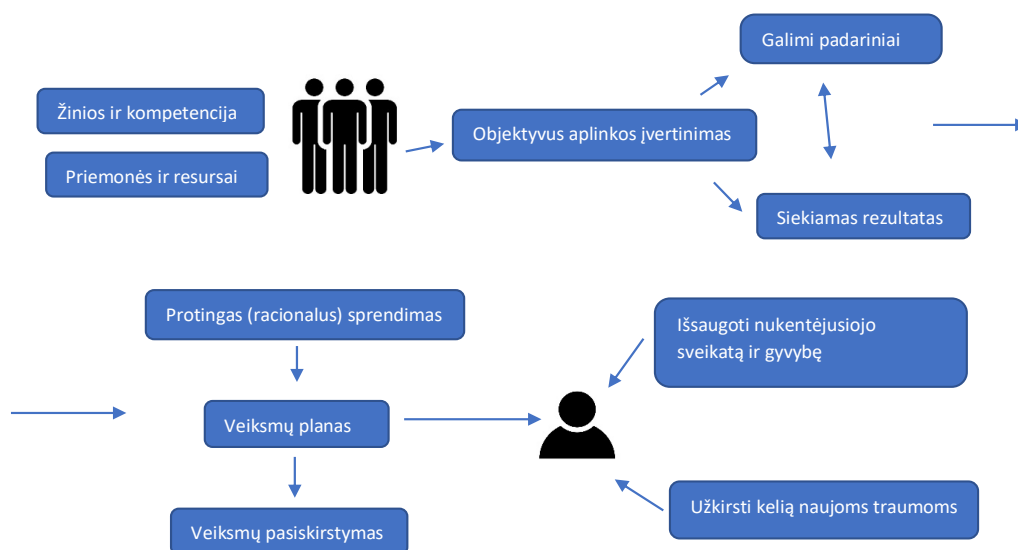 Žinios ir kompetencija
Priemonės ir resursai
Objektyvus aplinkos įvertinimas
Galimi padariniai
Siekiamas rezultatas
Protingas (racionalus) sprendimas
Veiksmų planas
Veiksmų pasiskirstymas
Išsaugoti nukentėjusiojo
sveikatą ir gyvybę
Užkirsti kelią naujoms traumoms